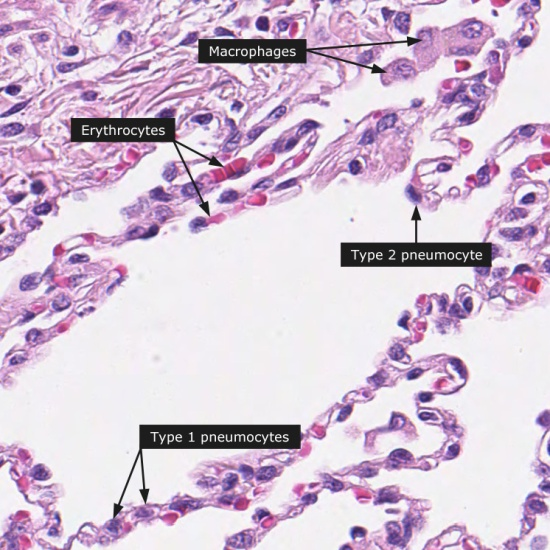 Macrophages
Erythrocytes
Type 2 pneumocyte
Type 1 pneumocytes